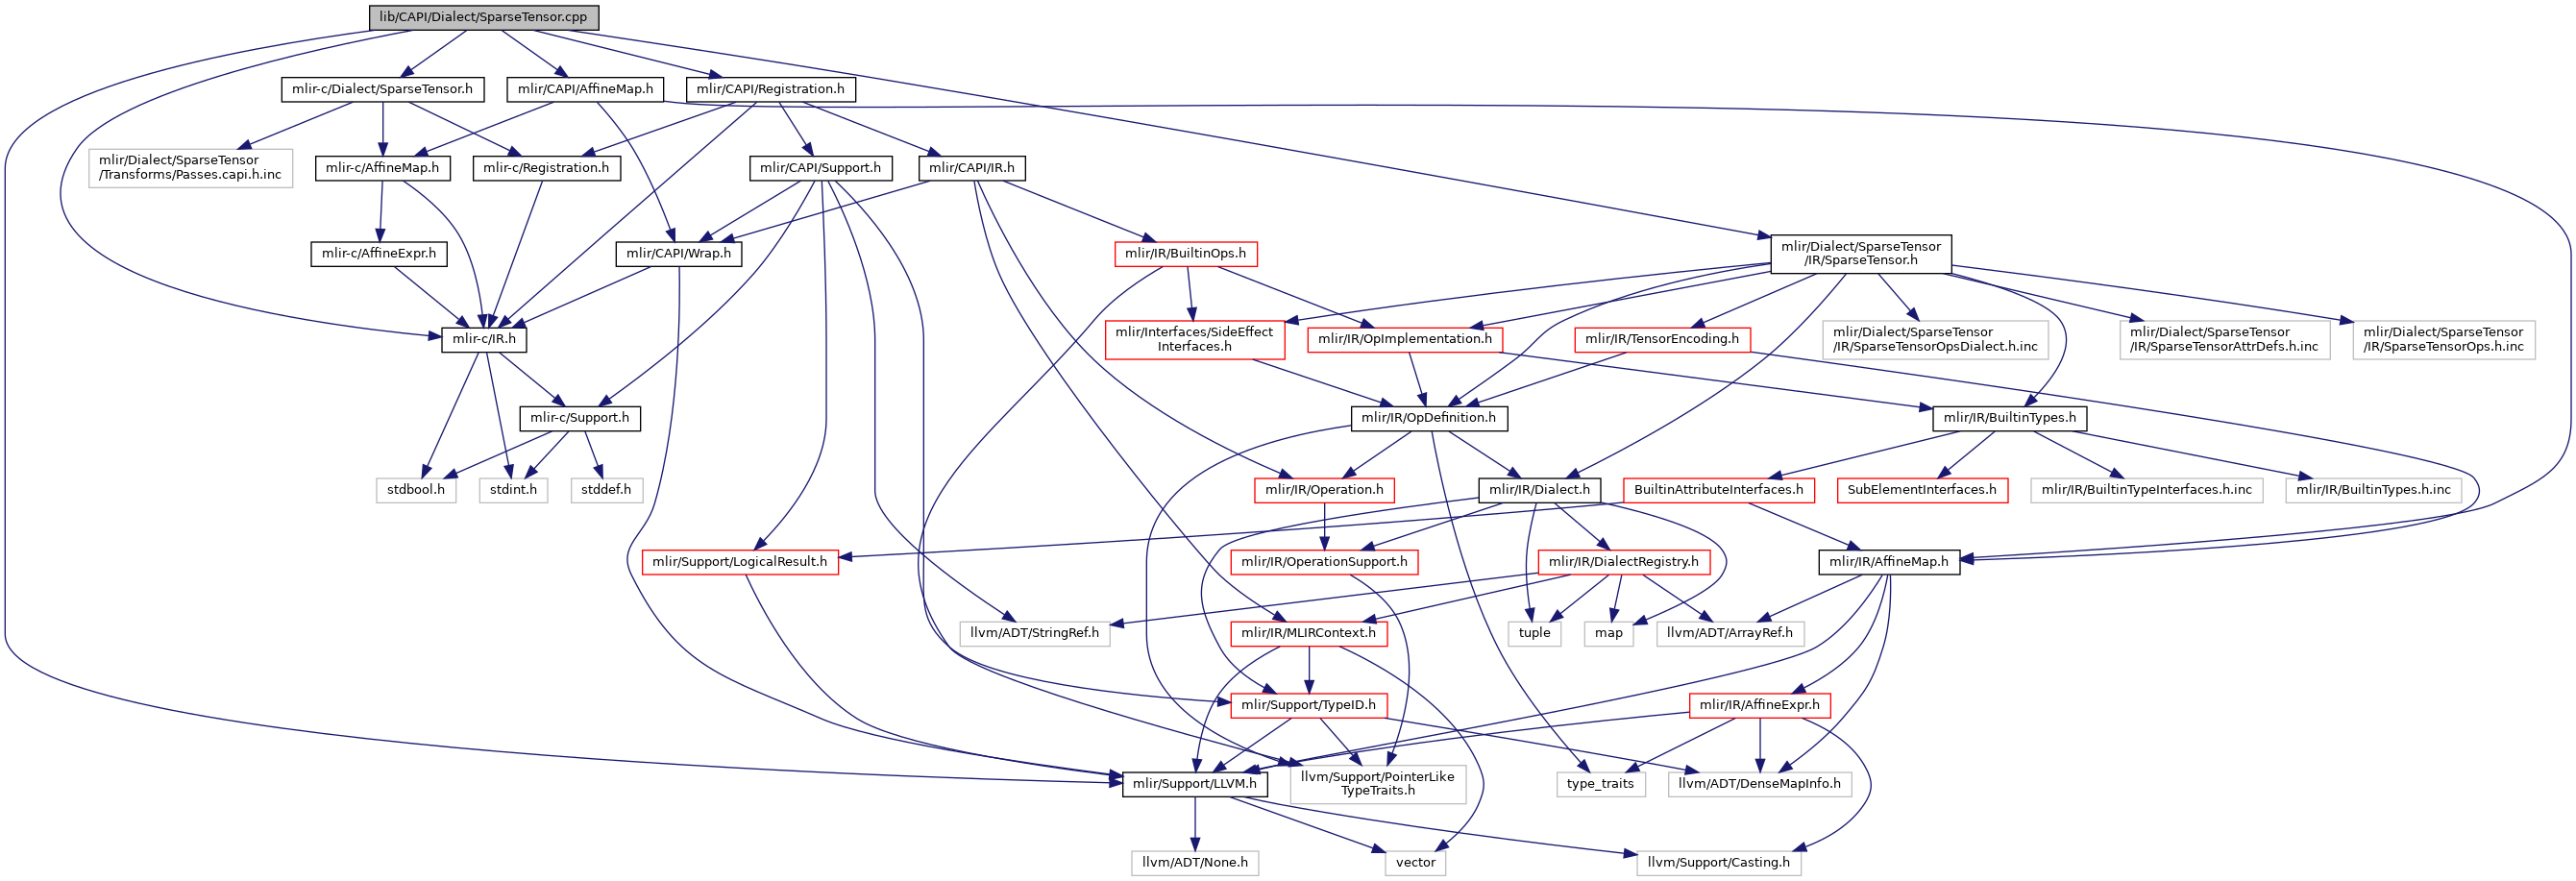 lib/CAPI/Dialect/SparseTensor.cpp
mlir-c/Dialect/SparseTensor.h
mlir/CAPI/AffineMap.h
mlir/CAPI/Registration.h
mlir/Dialect/SparseTensor
/Transforms/Passes.capi.h.inc
mlir-c/AffineMap.h
mlir-c/Registration.h
mlir/CAPI/Support.h
mlir/CAPI/IR.h
mlir-c/AffineExpr.h
mlir/CAPI/Wrap.h
mlir/IR/BuiltinOps.h
mlir/Dialect/SparseTensor
/IR/SparseTensor.h
mlir-c/IR.h
mlir/Interfaces/SideEffect
Interfaces.h
mlir/IR/OpImplementation.h
mlir/IR/TensorEncoding.h
mlir/Dialect/SparseTensor
/IR/SparseTensorOpsDialect.h.inc
mlir/Dialect/SparseTensor
/IR/SparseTensorAttrDefs.h.inc
mlir/Dialect/SparseTensor
/IR/SparseTensorOps.h.inc
mlir-c/Support.h
mlir/IR/OpDefinition.h
mlir/IR/BuiltinTypes.h
stdbool.h
stdint.h
stddef.h
mlir/IR/Operation.h
mlir/IR/Dialect.h
BuiltinAttributeInterfaces.h
SubElementInterfaces.h
mlir/IR/BuiltinTypeInterfaces.h.inc
mlir/IR/BuiltinTypes.h.inc
mlir/Support/LogicalResult.h
mlir/IR/OperationSupport.h
mlir/IR/DialectRegistry.h
mlir/IR/AffineMap.h
llvm/ADT/StringRef.h
mlir/IR/MLIRContext.h
tuple
map
llvm/ADT/ArrayRef.h
mlir/Support/TypeID.h
mlir/IR/AffineExpr.h
mlir/Support/LLVM.h
llvm/Support/PointerLike
TypeTraits.h
type_traits
llvm/ADT/DenseMapInfo.h
llvm/ADT/None.h
vector
llvm/Support/Casting.h